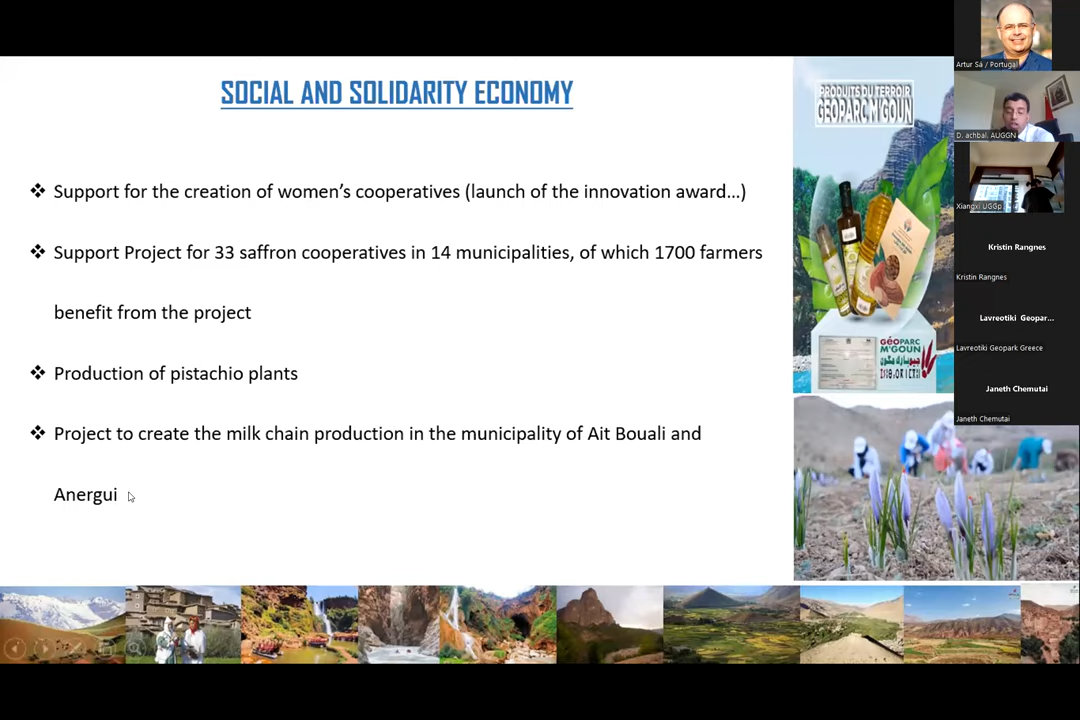 SOCIAL AND SOLIDARITY ECONOMY
❖ Support for the creation of women’s cooperatives (launch of the innovation award…)
❖ Support Project for 33 saffron cooperatives in 14 municipalities, of which 1700 farmers
benefit from the project
❖ Production of pistachio plants
❖ Project to create the milk chain production in the municipality of Ait Bouali and
Anergui
PRODUITS DU TERROIR
GEOPARC M'GOUN
GÉOPARC
M'GOUN
جيوبارك مكون
Artur Sá / Portugal
D. achbal. AUGGN
Xiangxi UGGp
Kristin Rangnes
Kristin Rangnes
Lavreotiki Geopar...
Lavreotiki Geopark Greece
Janeth Chemutai
Janeth Chemutai